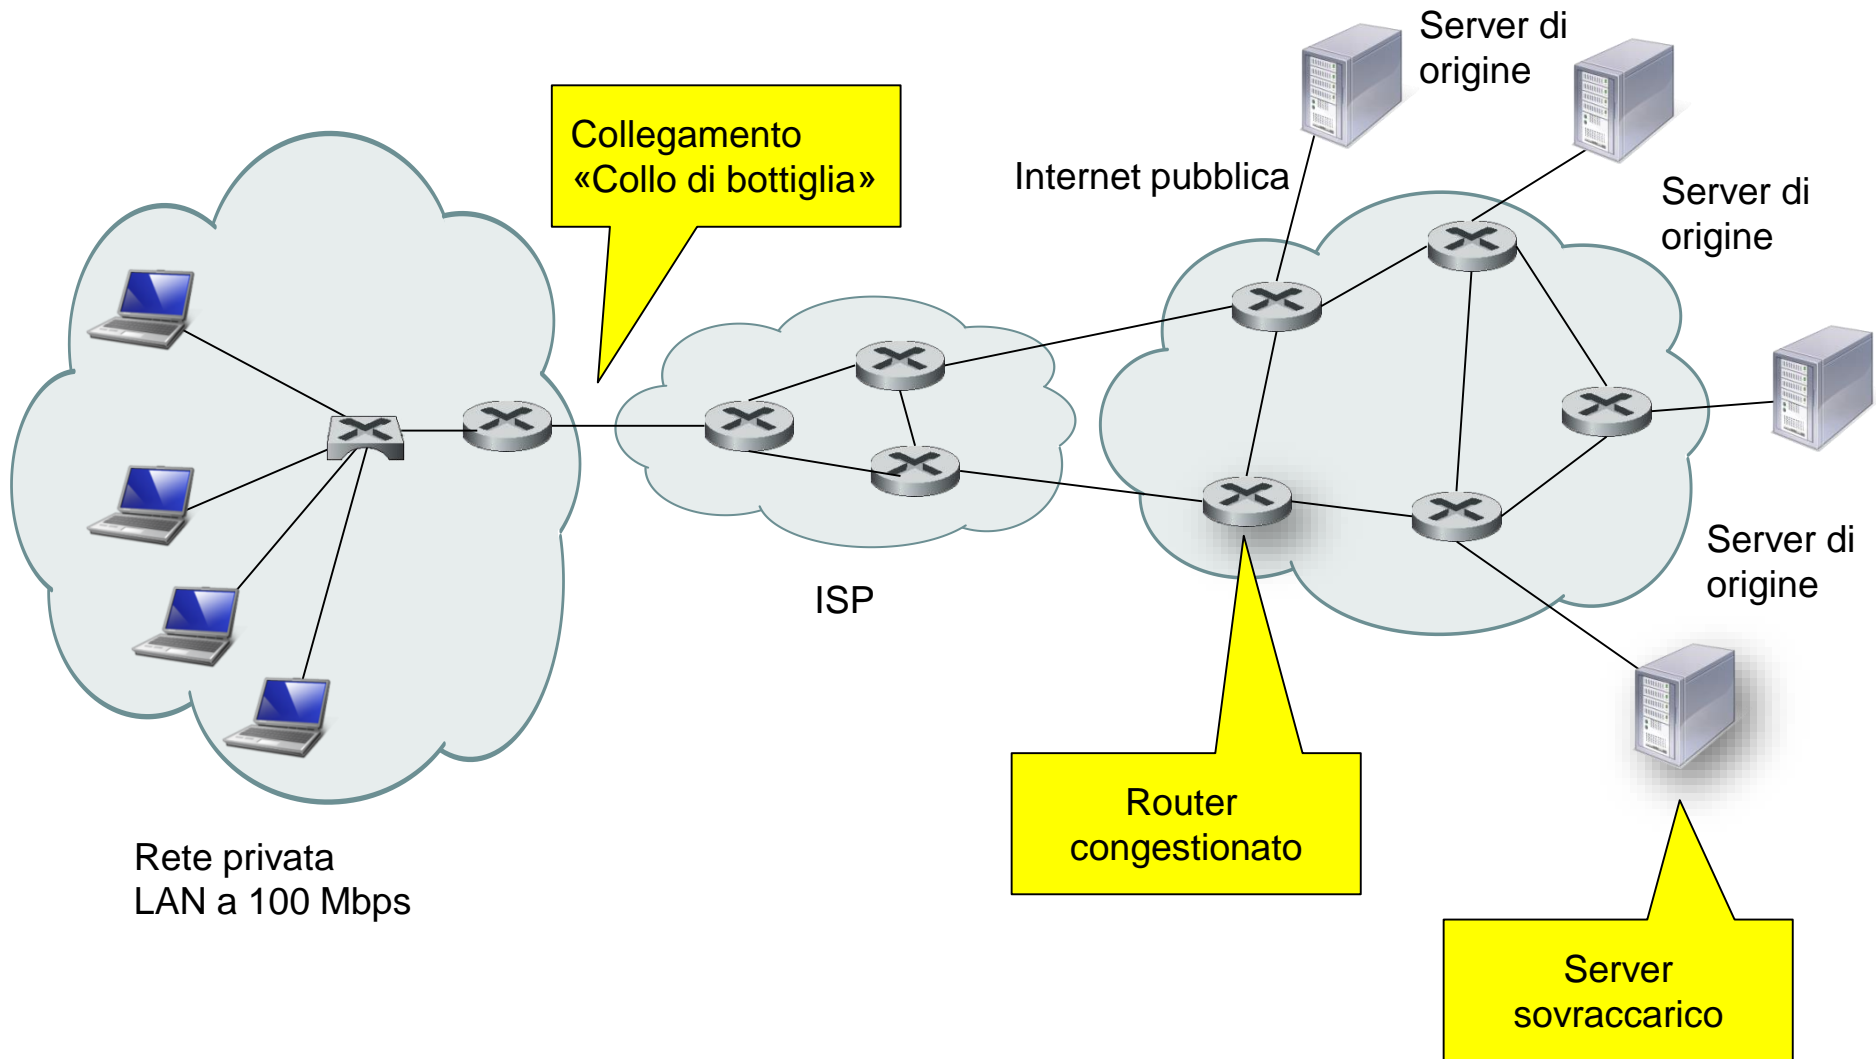 Server di
origine
Collegamento
«Collo di bottiglia»
Internet pubblica
Server di
origine
Server di
origine
ISP
Router
congestionato
Rete privata
LAN a 100 Mbps
Server
sovraccarico